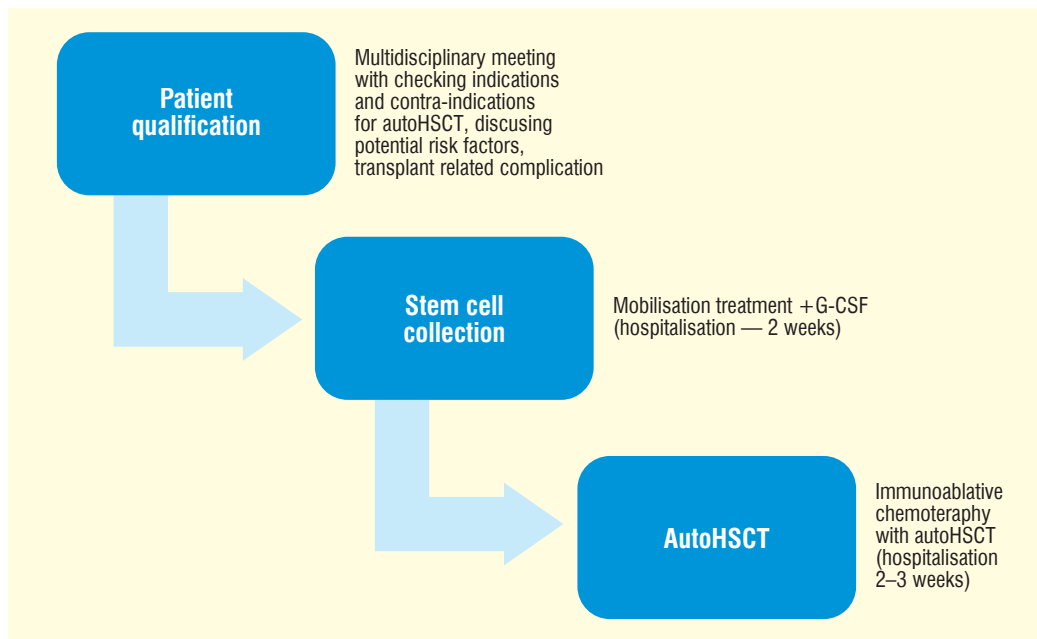 Patient
qualification
Multidisciplinary meeting
with checking indications
and contra-indications
for autoHSCT, discusing
potential risk factors,
transplant related complication
Stem cell
collection
Mobilisation treatment +G-CSF
(hospitalisation — 2 weeks)
AutoHSCT
Immunoablative
chemoteraphy
with autoHSCT
(hospitalisation
2–3 weeks)